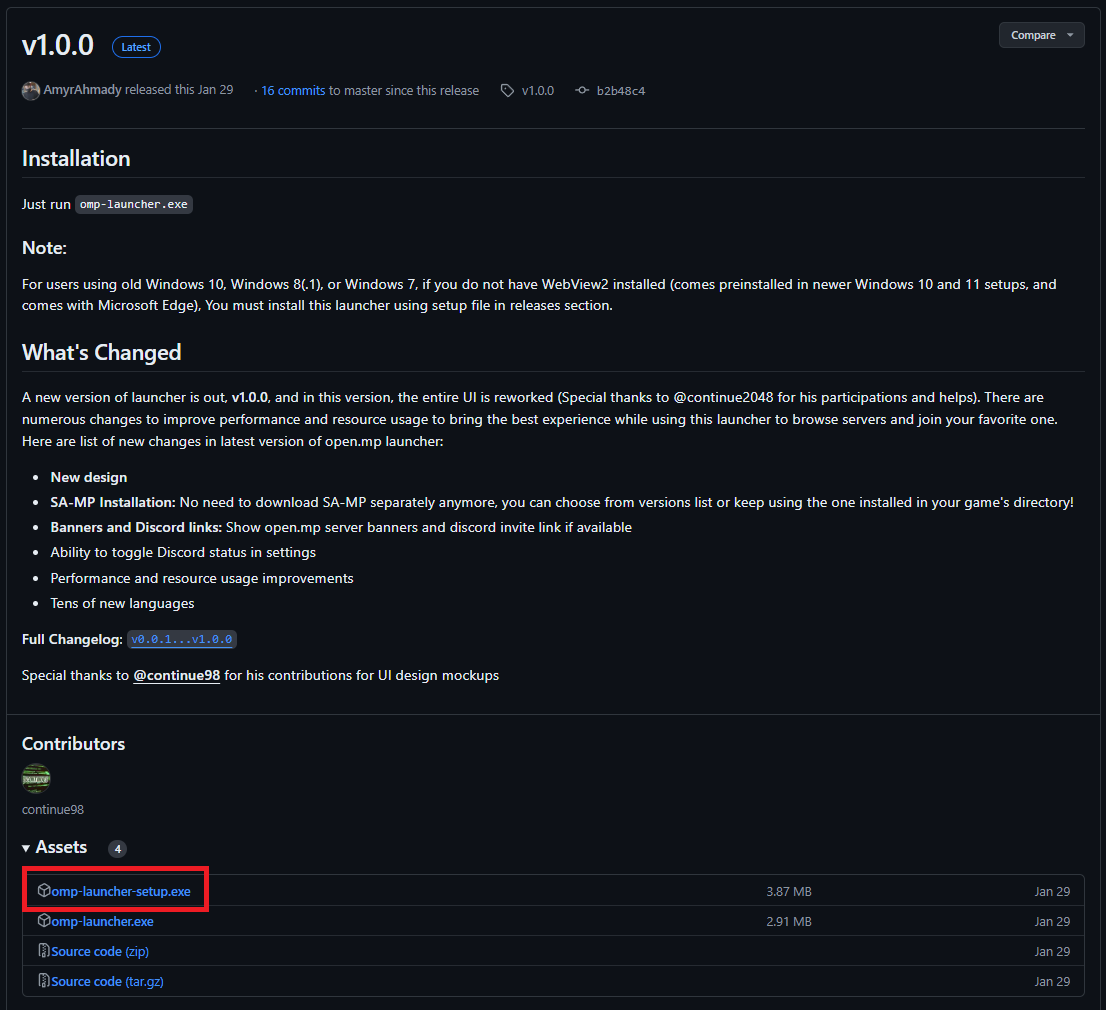 v1.0.0 Latest Compare
AmyrAhmady released this Jan 29 · 16 commits to master since this release v1.0.0 b2b48c4
Installation
Just run omp-launcher.exe
Note:
For users using old Windows 10, Windows 8(.1), or Windows 7, if you do not have WebView2 installed (comes preinstalled in newer Windows 10 and 11 setups, and
comes with Microsoft Edge), You must install this launcher using setup file in releases section.
What's Changed
A new version of launcher is out, v1.0.0, and in this version, the entire UI is reworked (Special thanks to @continue2048 for his participations and helps). There are
numerous changes to improve performance and resource usage to bring the best experience while using this launcher to browse servers and join your favorite one.
Here are list of new changes in latest version of open.mp launcher:
• New design
• SA-MP Installation: No need to download SA-MP separately anymore, you can choose from versions list or keep using the one installed in your game's directory!
• Banners and Discord links: Show open.mp server banners and discord invite link if available
• Ability to toggle Discord status in settings
• Performance and resource usage improvements
• Tens of new languages
Full Changelog: v0.0.1...v1.0.0
Special thanks to @continue98 for his contributions for UI design mockups
Contributors
continue98
Assets 4
omp-launcher-setup.exe 3.87 MB Jan 29
omp-launcher.exe 2.91 MB Jan 29
Source code (zip) Jan 29
Source code (tar.gz) Jan 29